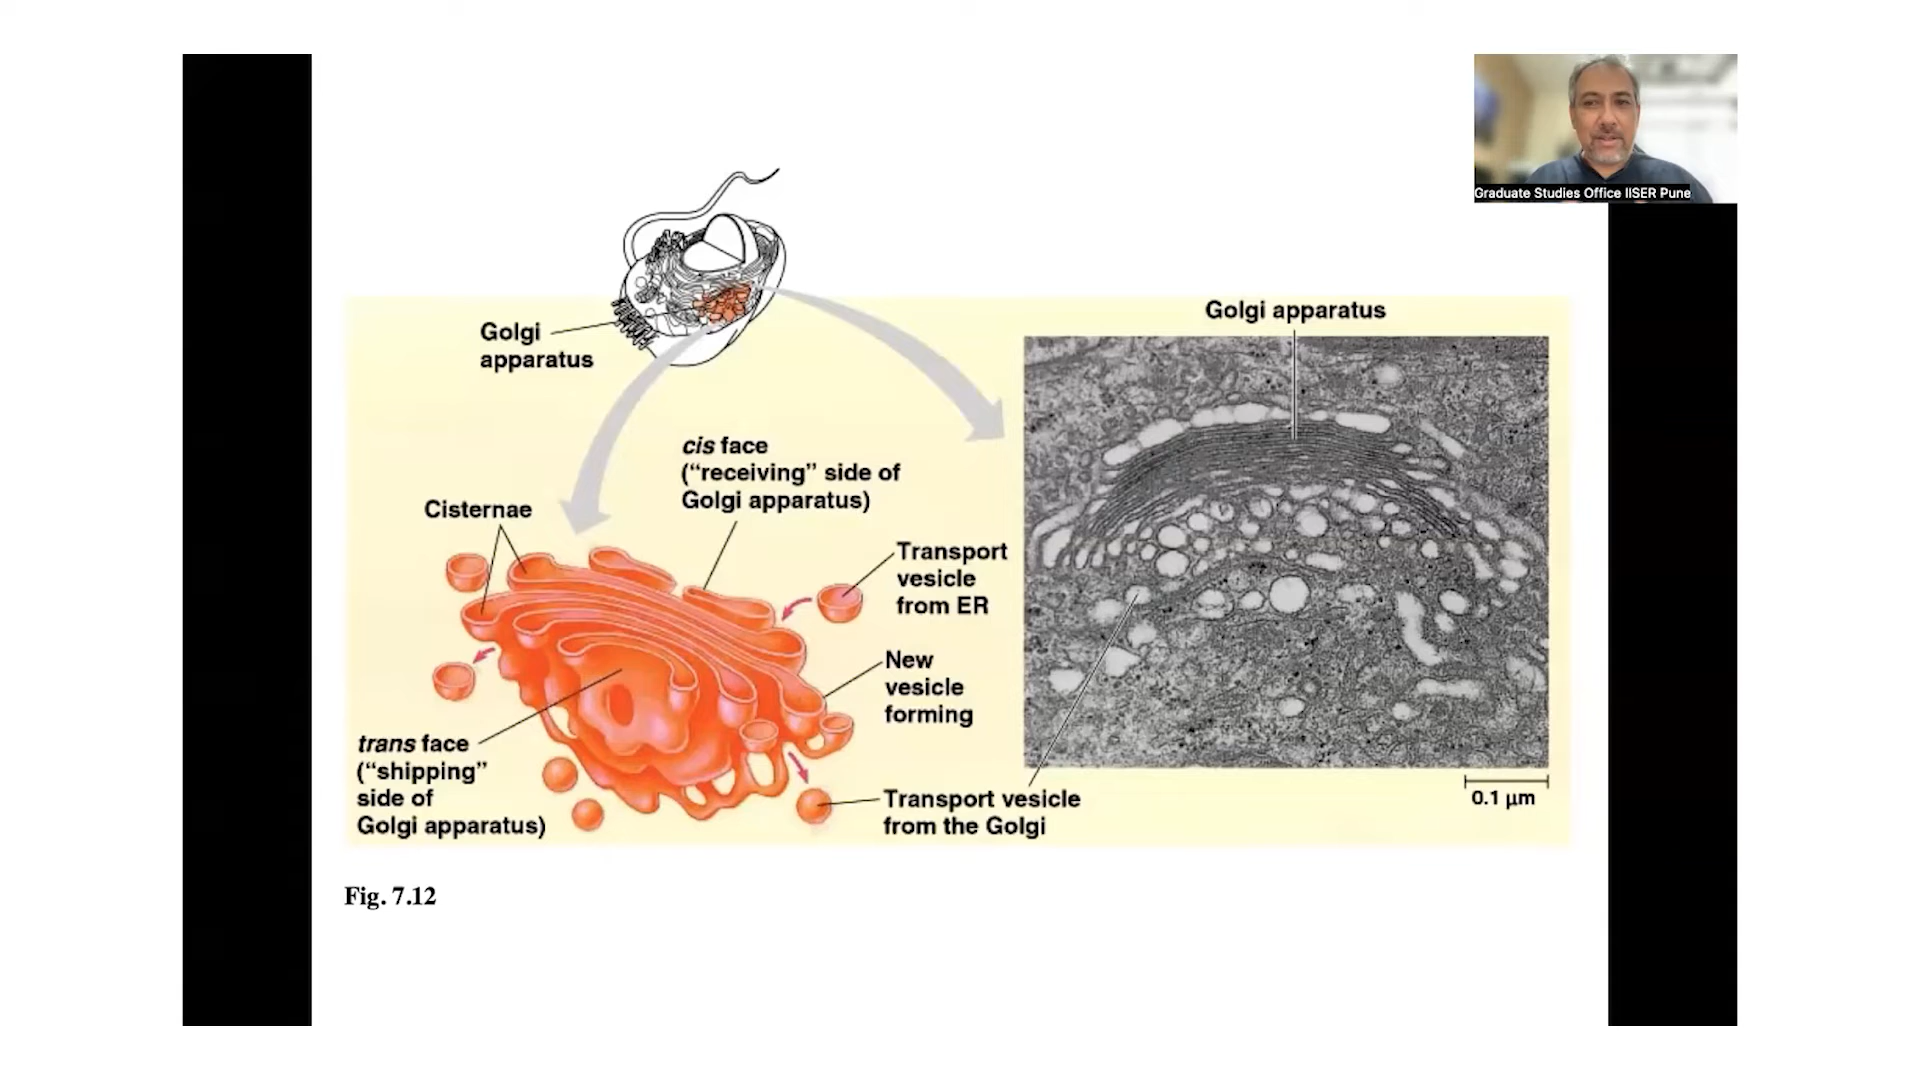 Graduate Studies Office IISER Pune
Golgi
apparatus
Golgi apparatus
cis face
("receiving" side of
Golgi apparatus)
Cisternae
Transport
vesicle
from ER
New
vesicle
forming
trans face
("shipping"
side of
Golgi apparatus)
Transport vesicle
from the Golgi
0.1 µm
Fig. 7.12